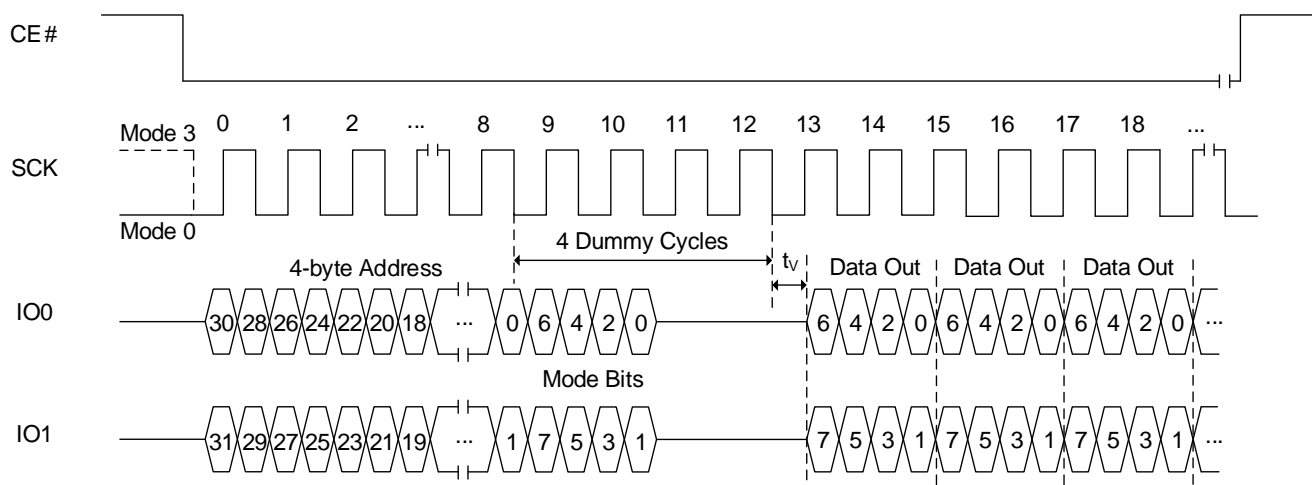 CE#
Mode 3 0 1 2 ... 8 9 10 11 12 13 14 15 16 17 18 ...
SCK
Mode 0
4 Dummy Cycles
4-byte Address tV Data Out Data Out Data Out
IO0 30 28 26 24 22 20 18 ... 0 6 4 2 0 6 4 2 0 6 4 2 0 6 4 2 0 ...
Mode Bits
IO1 31 29 27 25 23 21 19 ... 1 7 5 3 1 7 5 3 1 7 5 3 1 7 5 3 1 ...